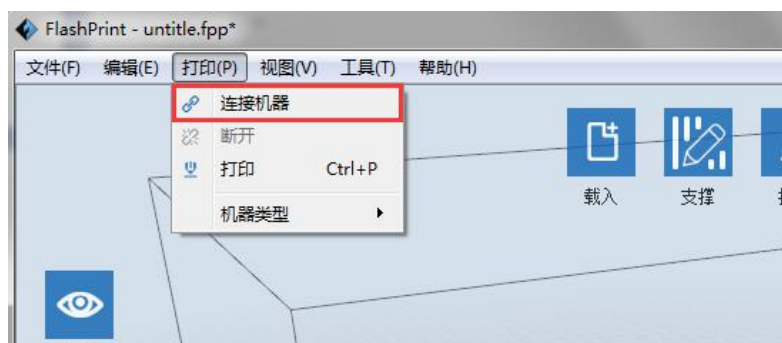 FlashPrint - untitle.fpp*
文件(F) 编辑(E) 打印(P) 视图(V) 工具(T) 帮助(H)
连接机器
断开
打印 Ctrl+P
机器类型
载入 支撑